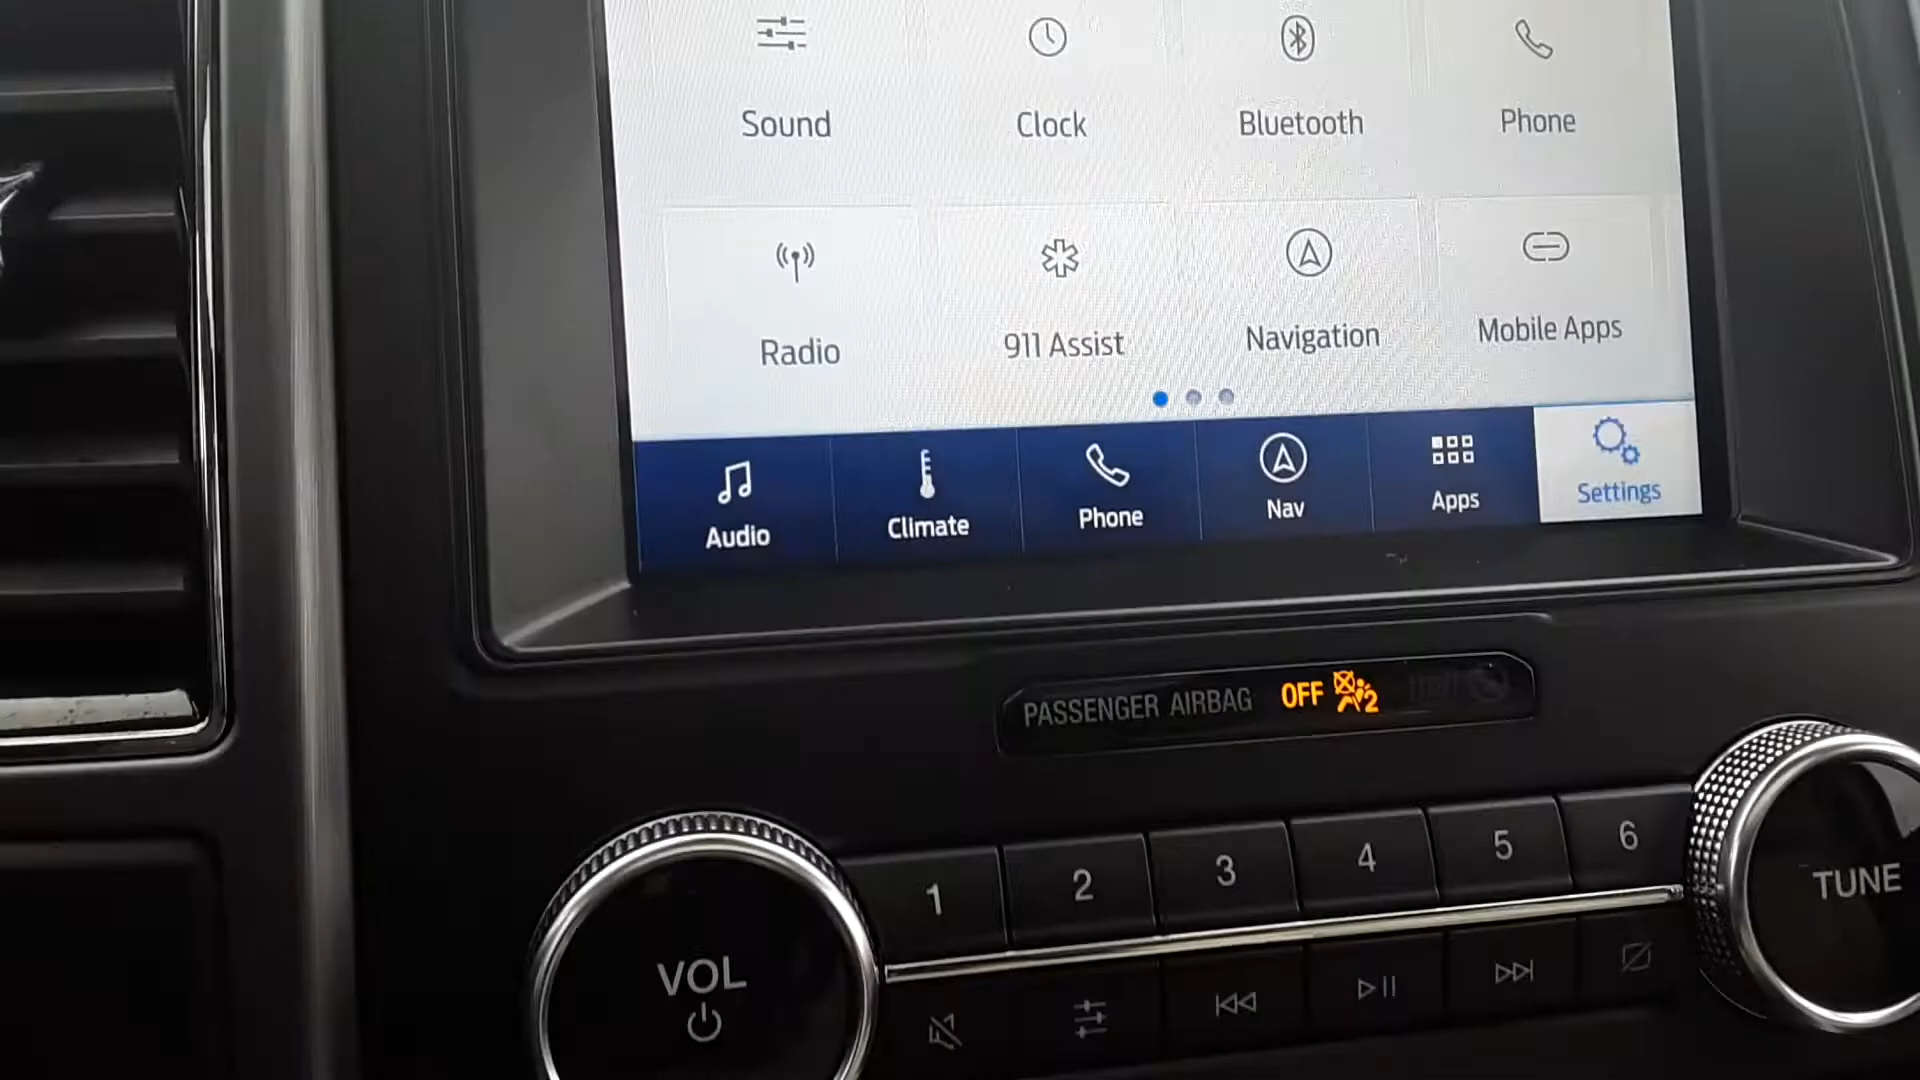 Sound Clock Bluetooth Phone
Radio 911 Assist Navigation Mobile Apps
Audio Climate Phone Nav Apps Settings
PASSENGER AIRBAG OFF 2
1 2 3 4 5 6
VOL
TUNE